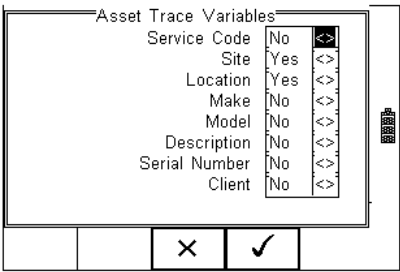 Asset Trace Variables
Service Code No <>
Site Yes <>
Location Yes <>
Make No <>
Model No <>
Description No <>
Serial Number No <>
Client No <>